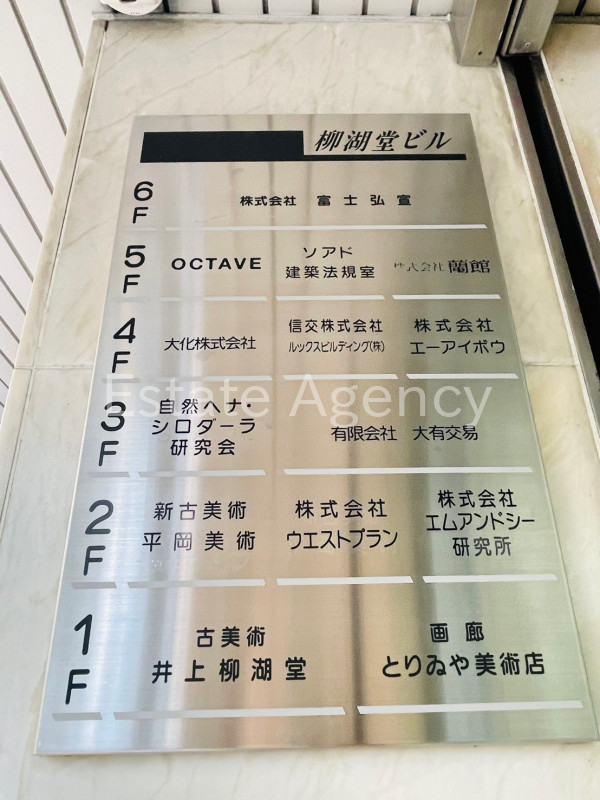 柳湖堂ビル
6F
株式会社 富士弘宣
5F
OCTAVE
ソアド
建築法規室
株式会社 蘭館
4F
大化株式会社
信交株式会社
ルックスビルディング(株)
株式会社
エーアイボウ
3F
自然ヘナ・
シロダーラ
研究会
有限会社 大有交易
2F
新古美術
平岡美術
株式会社
ウエストプラン
株式会社
エムアンドシー
研究所
1F
古美術
井上柳湖堂
画廊
とりゐや美術店
Estate Agency